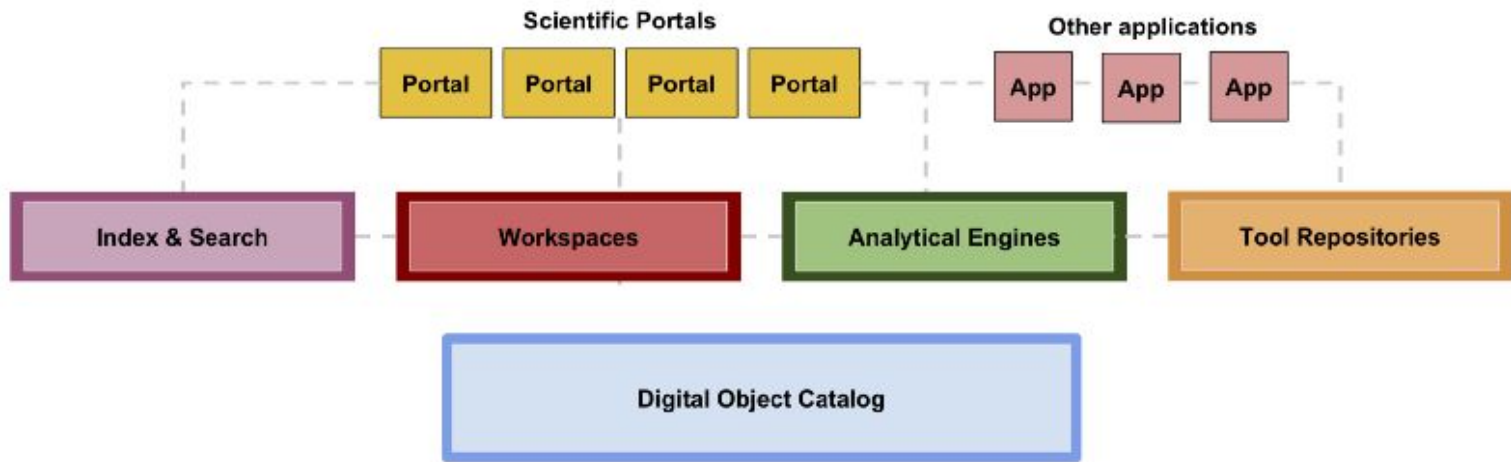 Scientific Portals
Other applications
Portal Portal Portal Portal
App App App
Index & Search
Workspaces
Analytical Engines
Tool Repositories
Digital Object Catalog